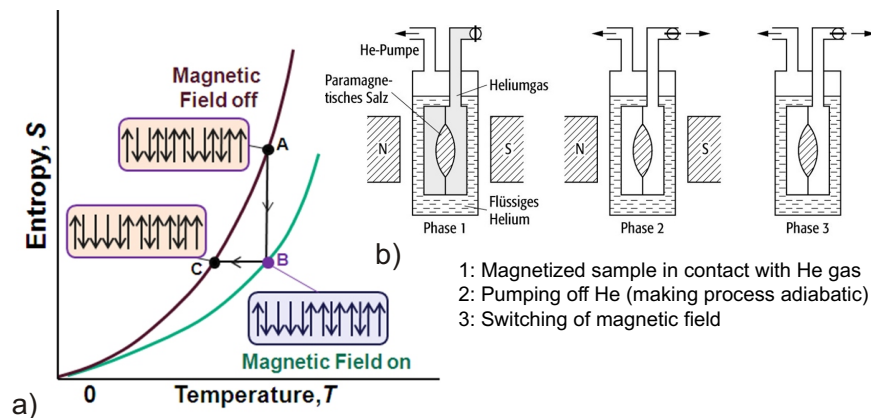 a)
Entropy, S
Magnetic
Field off
A
C
B
Magnetic Field on
0
Temperature, T
b)
He-Pumpe
Paramagne-
tisches Salz
Heliumgas
N
S
Flüssiges
Helium
Phase 1
N
S
Phase 2
Phase 3
1: Magnetized sample in contact with He gas
2: Pumping off He (making process adiabatic)
3: Switching of magnetic field